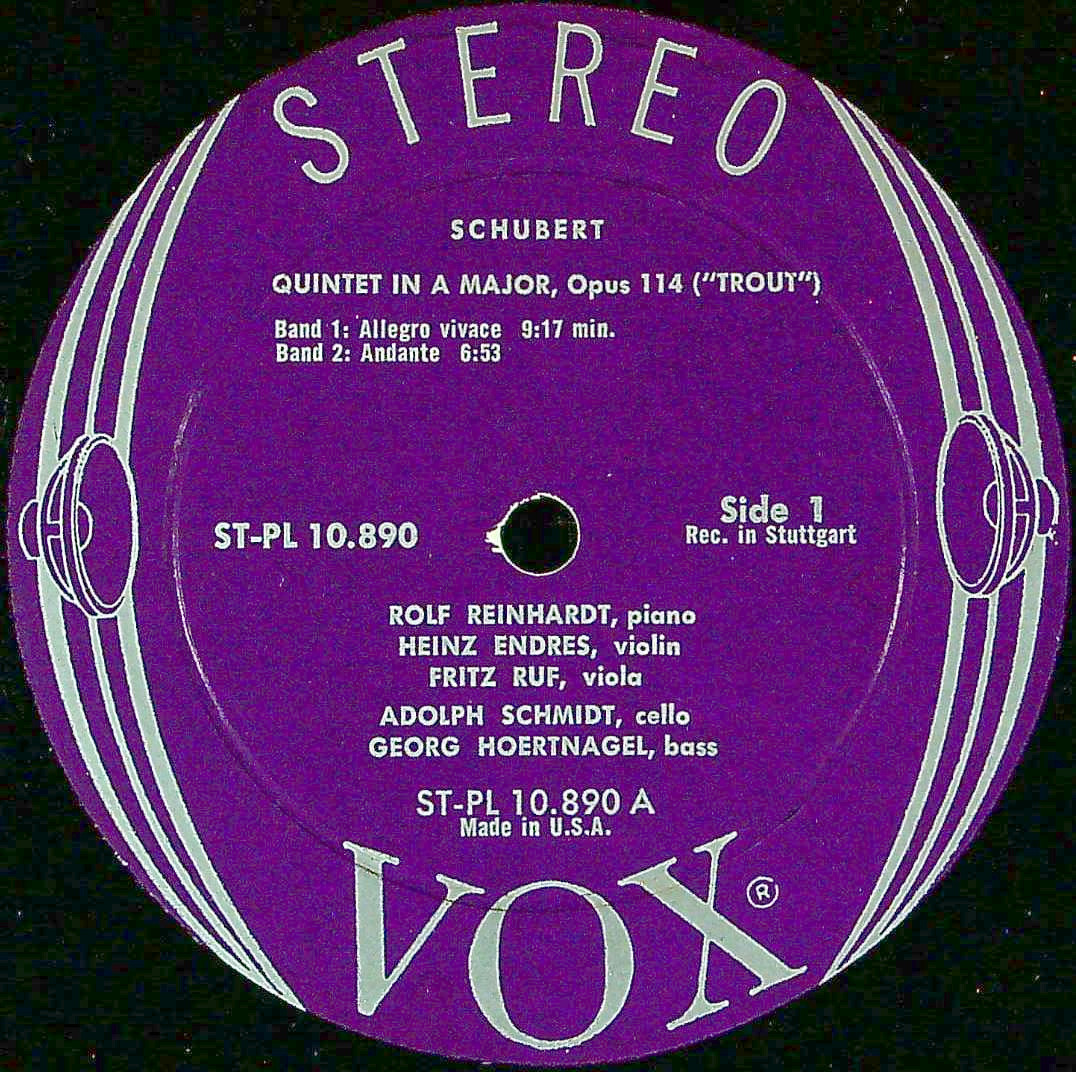 STEREO
SCHUBERT
QUINTET IN A MAJOR, Opus 114 ("TROUT")
Band 1: Allegro vivace 9:17 min.
Band 2: Andante 6:53
ST-PL 10.890
Side 1
Rec. in Stuttgart
ROLF REINHARDT, piano
HEINZ ENDRES, violin
FRITZ RUF, viola
ADOLPH SCHMIDT, cello
GEORG HOERTNAGEL, bass
ST-PL 10.890 A
Made in U.S.A.
VOX ®